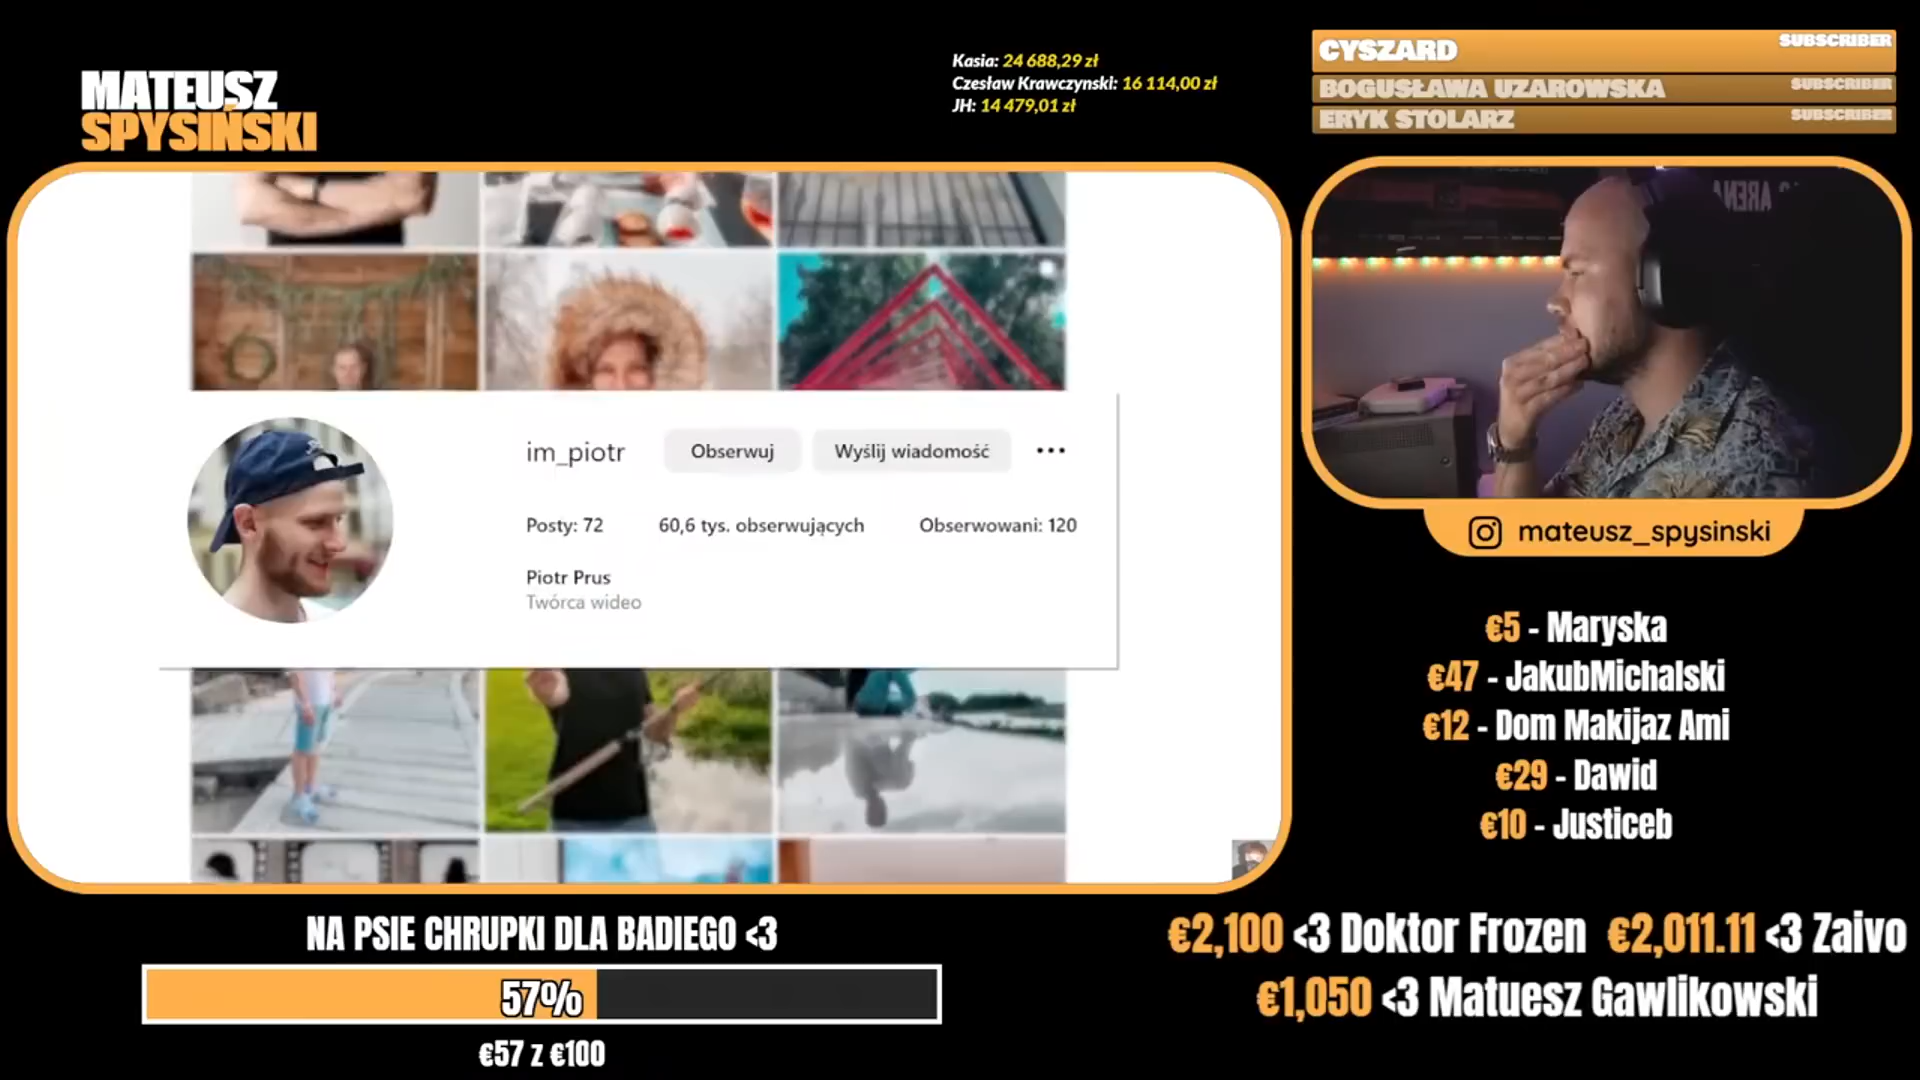 MATEUSZ
SPYSIŃSKI
Kasia: 24 688,29 zł
Czesław Krawczynski: 16 114,00 zł
JH: 14 479,01 zł
CYSZARD SUBSCRIBER
BOGUSŁAWA UZAROWSKA SUBSCRIBER
ERYK STOLARZ SUBSCRIBER
im_piotr Obserwuj Wyślij wiadomość
Posty: 72 60,6 tys. obserwujących Obserwowani: 120
Piotr Prus
Twórca wideo
mateusz_spysinski
€5 - Maryska
€47 - JakubMichalski
€12 - Dom Makijaz Ami
€29 - Dawid
€10 - Justiceb
NA PSIE CHRUPKI DLA BADIEGO <3
57%
€57 z €100
€2,100 <3 Doktor Frozen €2,011.11 <3 Zaivo
€1,050 <3 Matuesz Gawlikowski